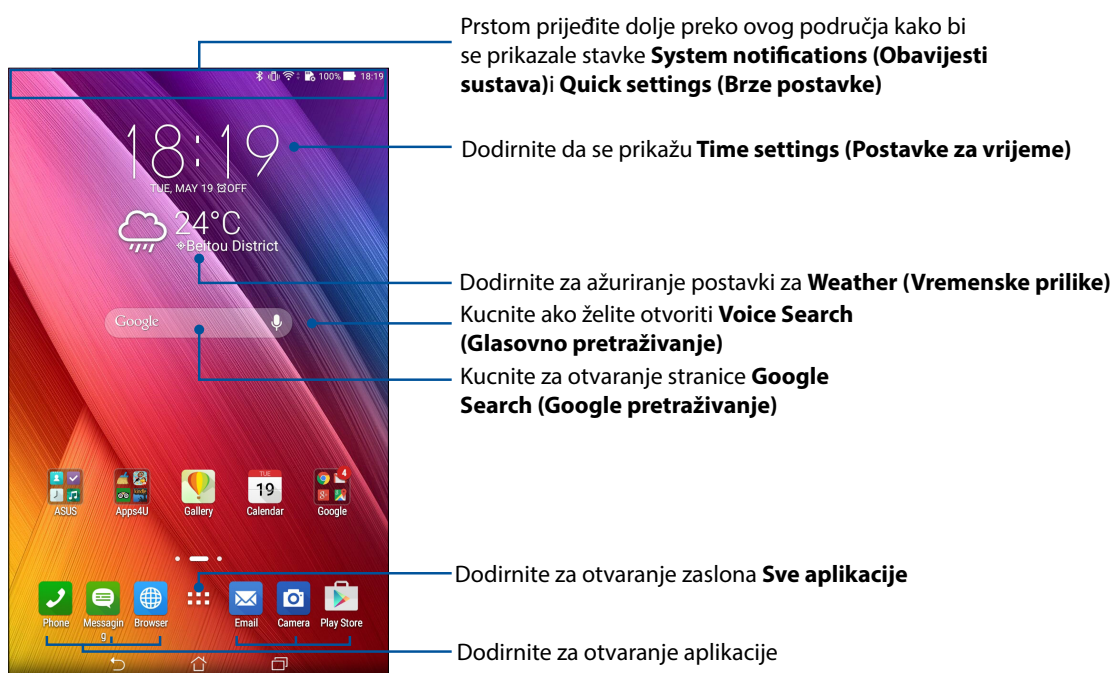 Prstom prijeđite dolje preko ovog područja kako bi
se prikazale stavke System notifications (Obavijesti
sustava)i Quick settings (Brze postavke)
100% 18:19
18:19
Dodirnite da se prikažu Time settings (Postavke za vrijeme)
TUE, MAY 19 OFF
24°C
Beitou District
Dodirnite za ažuriranje postavki za Weather (Vremenske prilike)
Google
Kucnite ako želite otvoriti Voice Search
(Glasovno pretraživanje)
Kucnite za otvaranje stranice Google
Search (Google pretraživanje)
TUE
19
4
ASUS Apps4U Gallery Calendar Google
Dodirnite za otvaranje zaslona Sve aplikacije
Phone Messagin Browser Email Camera Play Store
g
Dodirnite za otvaranje aplikacije